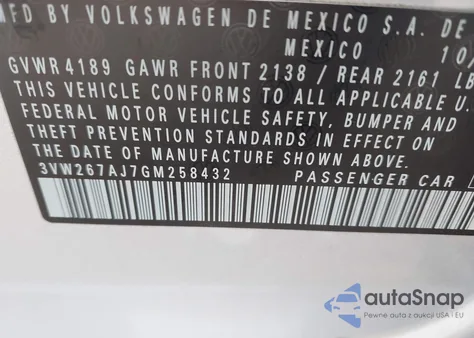 MFD BY VOLKSWAGEN DE MEXICO S.A. DE
MEXICO 10/
GVWR 4189 GAWR FRONT 2138 / REAR 2161
THIS VEHICLE CONFORMS TO ALL APPLICABLE
FEDERAL MOTOR VEHICLE SAFETY, BUMPER AND
THEFT PREVENTION STANDARDS IN EFFECT ON
THE DATE OF MANUFACTURE SHOWN ABOVE.
3VW267AJ7GM258432 PASSENGER CAR
autoSnap
Pewne auta z aukcji USA i EU